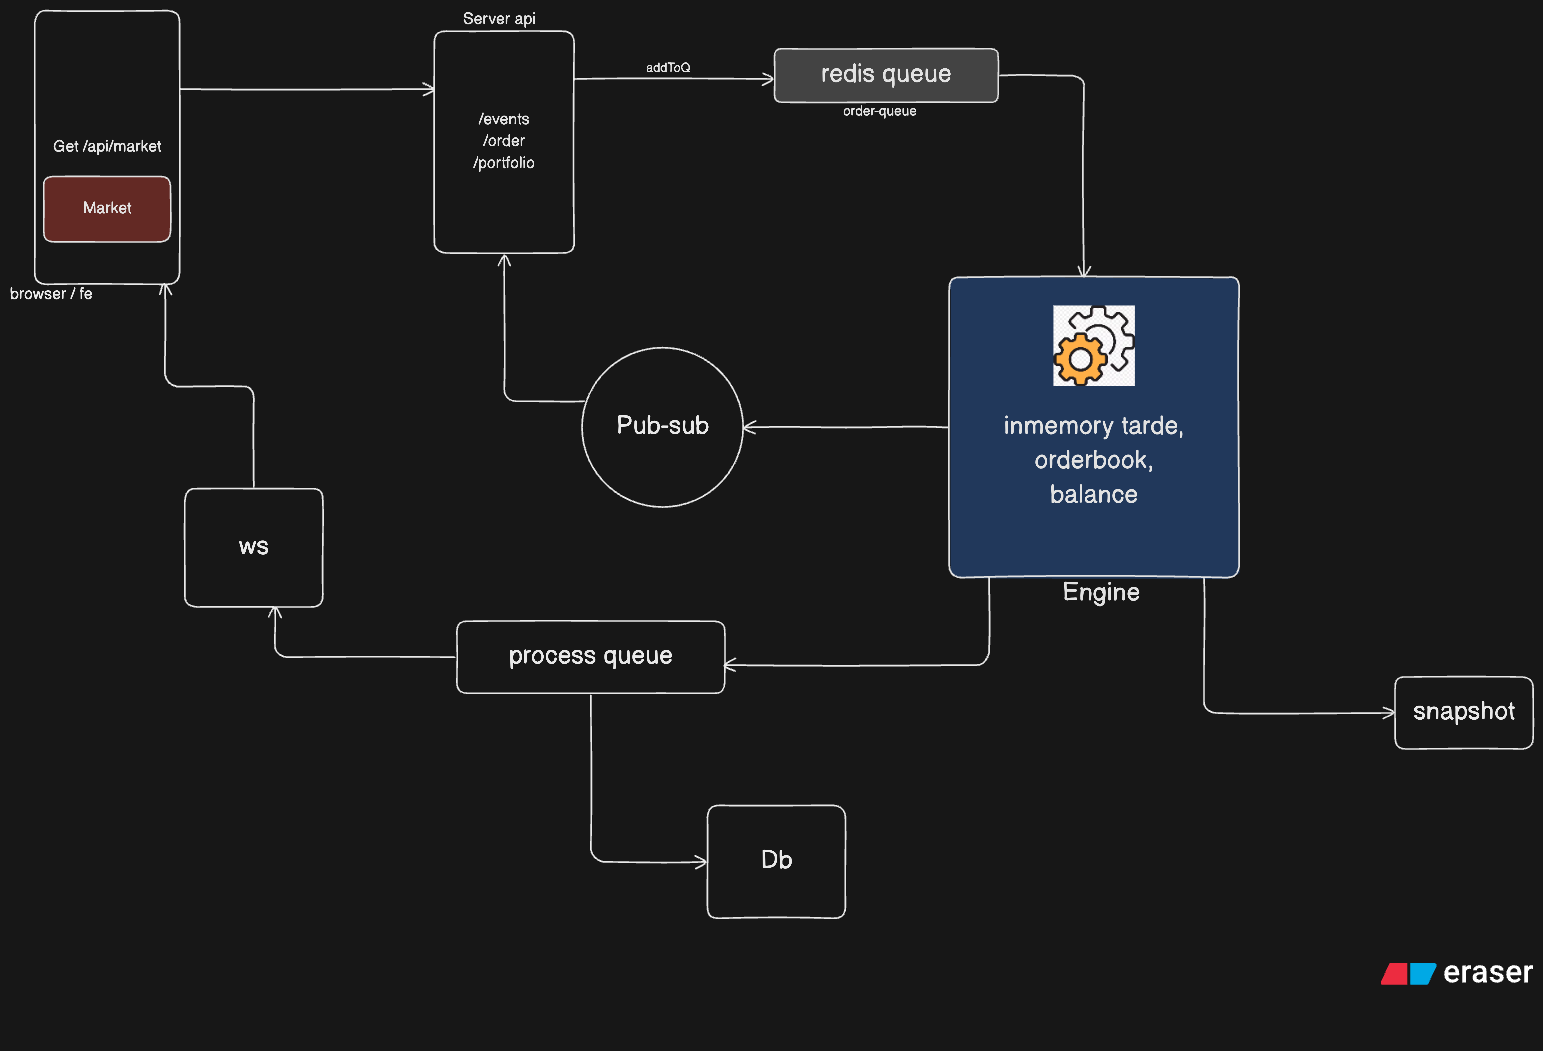 Server api
addToQ
redis queue
order-queue
/events
/order
/portfolio
Get /api/market
Market
browser / fe
Pub-sub
inmemory tarde,
orderbook,
balance
Engine
ws
process queue
snapshot
Db
eraser